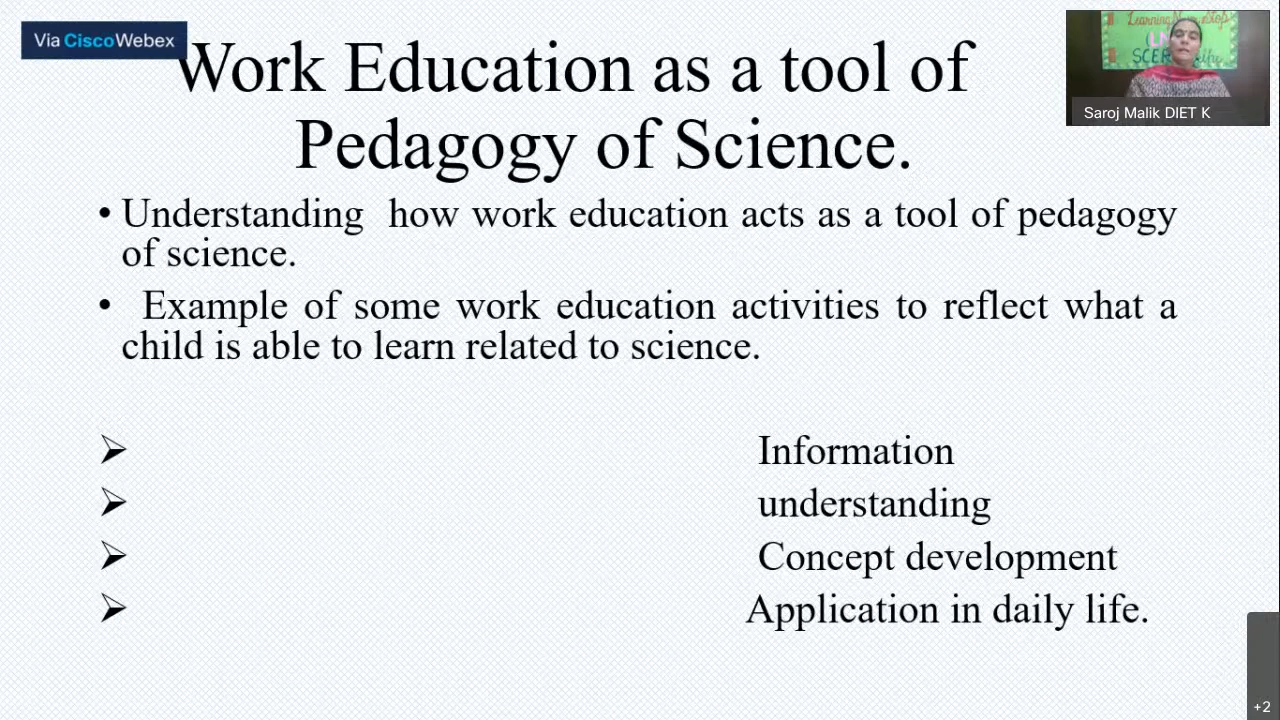 Via CiscoWebex
Work Education as a tool of
Pedagogy of Science.
• Understanding how work education acts as a tool of pedagogy
of science.
• Example of some work education activities to reflect what a
child is able to learn related to science.
➢ Information
➢ understanding
➢ Concept development
➢ Application in daily life.
Learning
SCER
Saroj Malik DIET K
+2